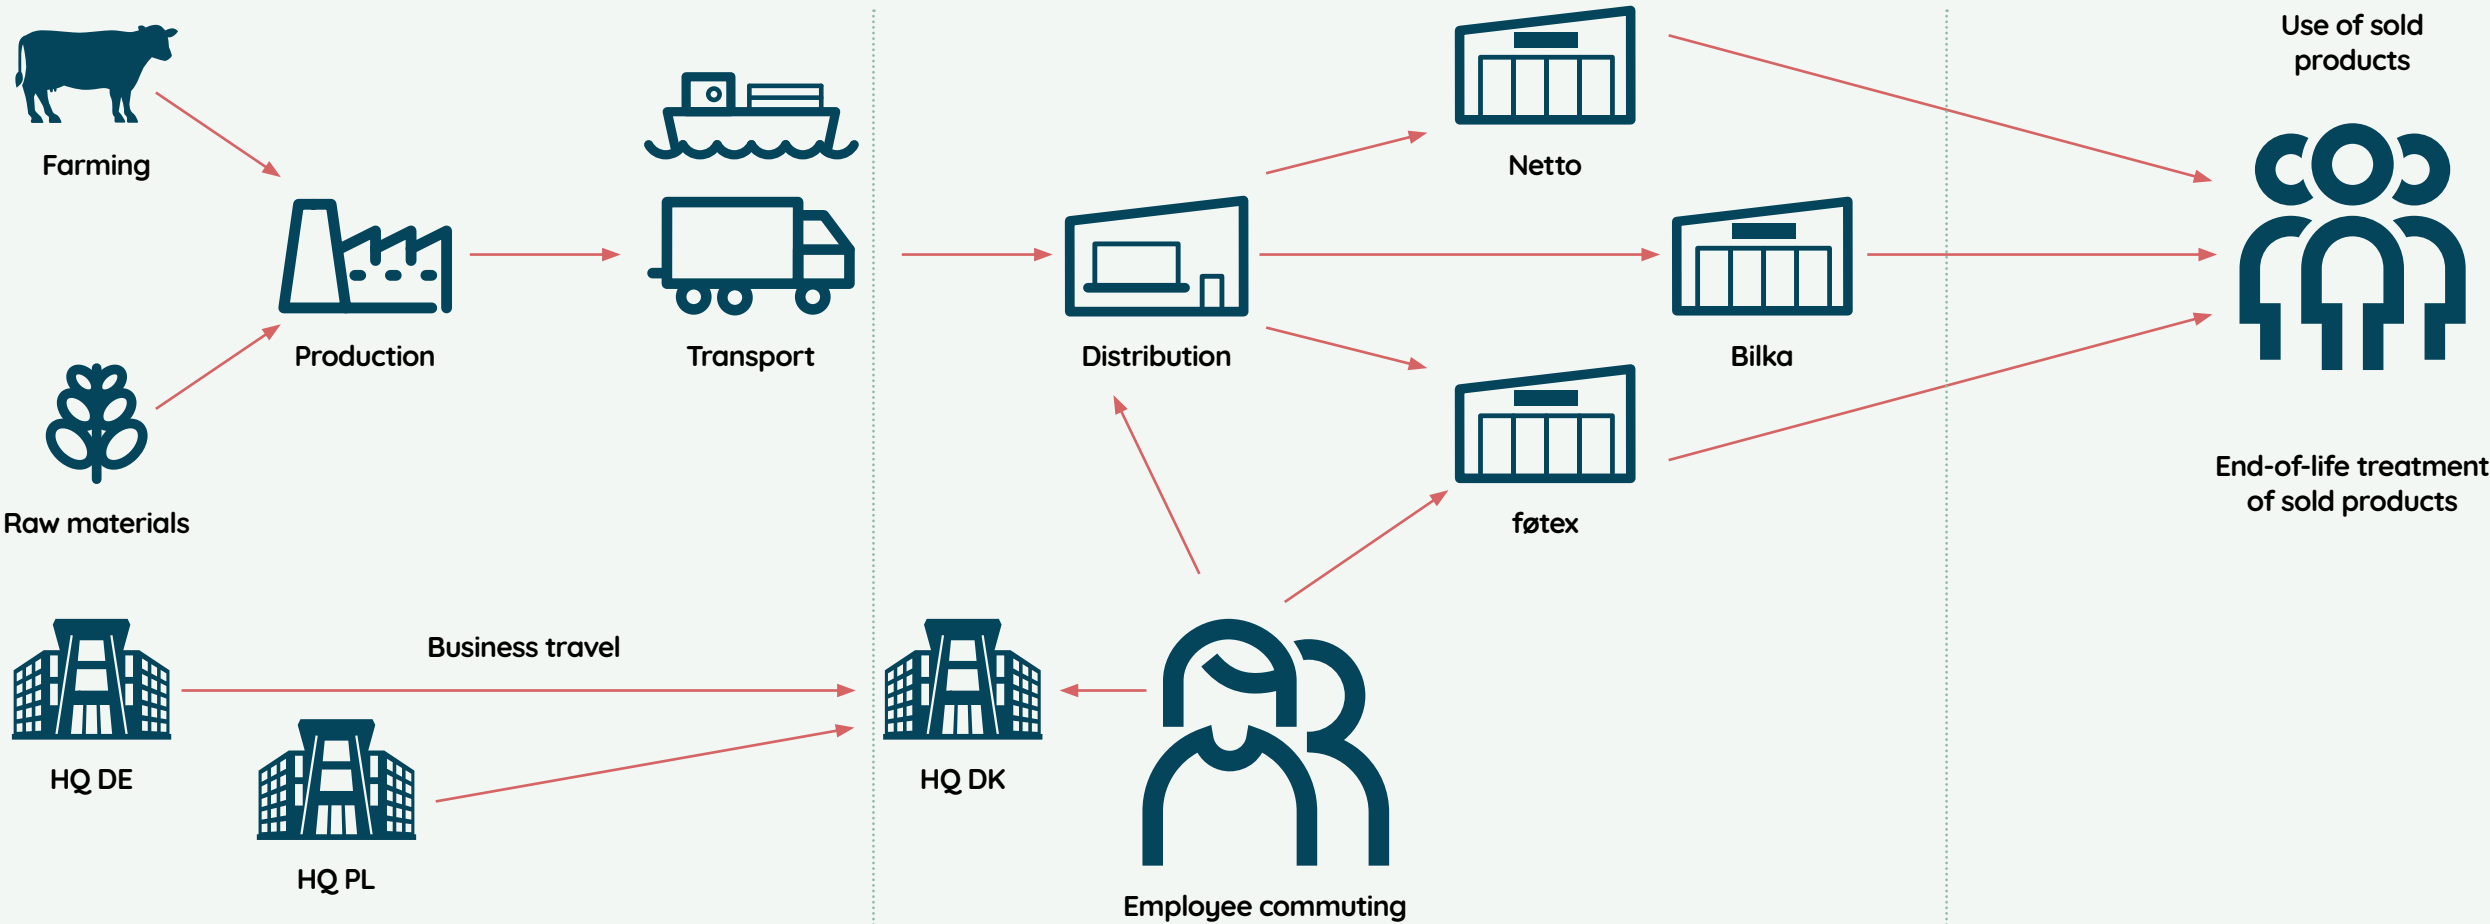 Use of sold
products
Farming
Netto
Production
Transport
Distribution
Bilka
End-of-life treatment
of sold products
Raw materials
føtex
Business travel
HQ DE
HQ DK
HQ PL
Employee commuting